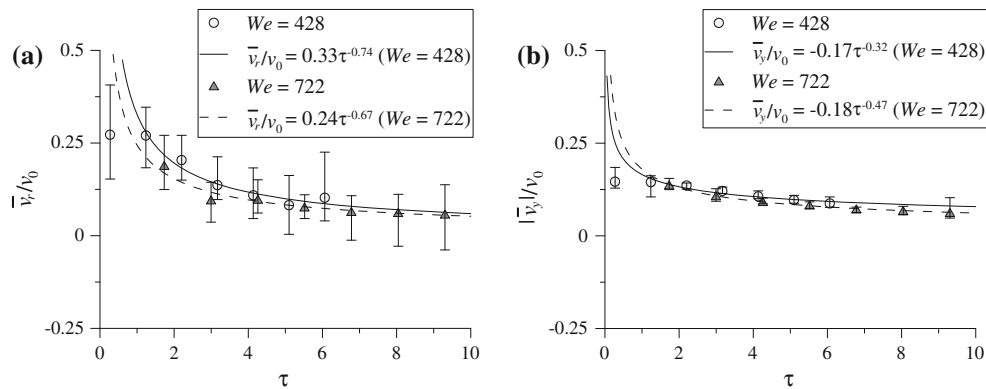 (a)
We = 428
v̅r/v0 = 0.33τ^-0.74 (We = 428)
We = 722
v̅r/v0 = 0.24τ^-0.67 (We = 722)
0.5
0.25
0
-0.25
v̅r/v0
0 2 4 6 8 10
τ
(b)
We = 428
v̅y/v0 = -0.17τ^-0.32 (We = 428)
We = 722
v̅y/v0 = -0.18τ^-0.47 (We = 722)
0.5
0.25
0
-0.25
|v̅y|/v0
0 2 4 6 8 10
τ